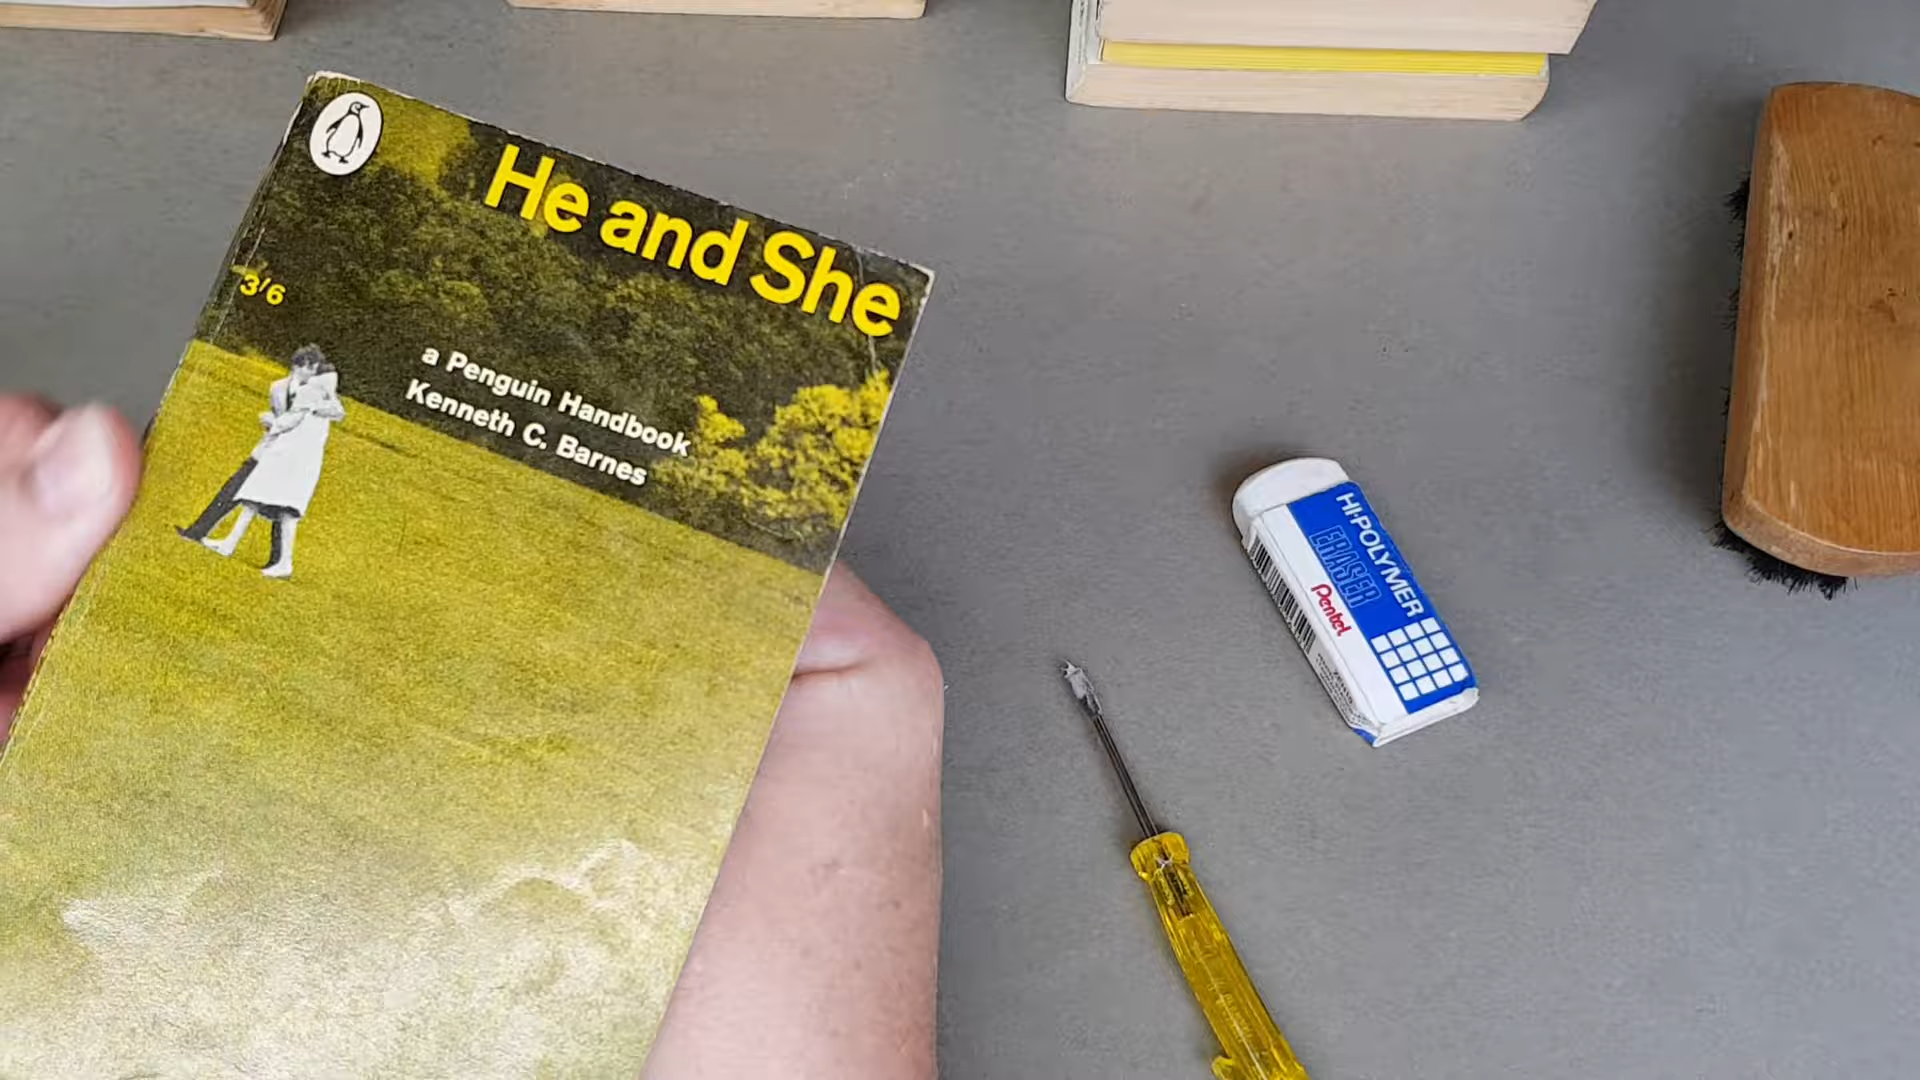 He and She
3/6
a Penguin Handbook
Kenneth C. Barnes
HI-POLYMER
ERASER
Pentel